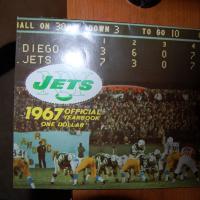 BALL ON 30 DOWN 3 TO GO 10
1 2 3 4
DIEGO 3 6 0 7
JETS 7 3 0 7
JETS
1967 OFFICIAL
YEARBOOK
ONE DOLLAR